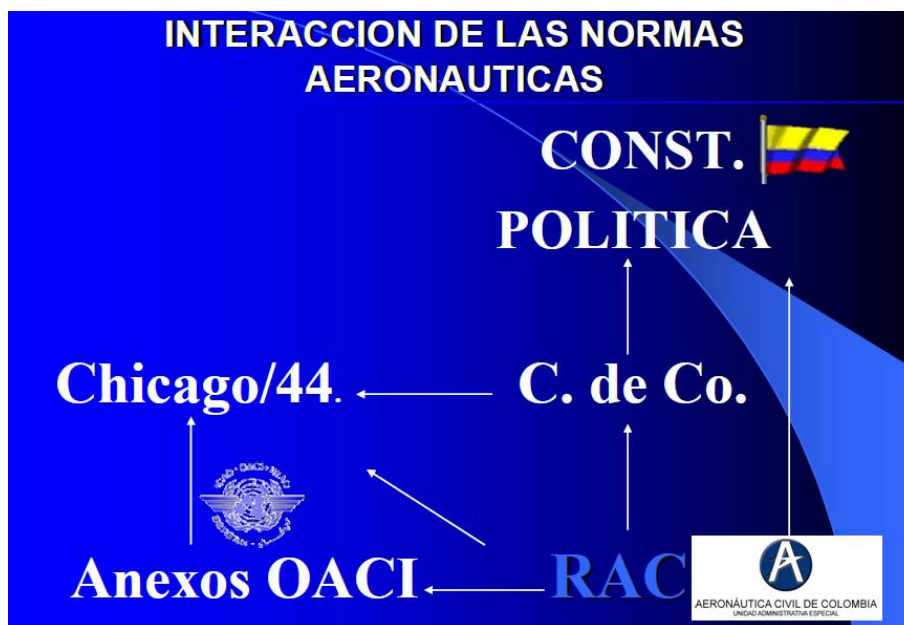 INTERACCION DE LAS NORMAS
AERONAUTICAS
CONST.
POLITICA
Chicago/44.
C. de Co.
OACI
Anexos OACI
RAC
A
AERONÁUTICA CIVIL DE COLOMBIA
UNIDAD ADMINISTRATIVA ESPECIAL